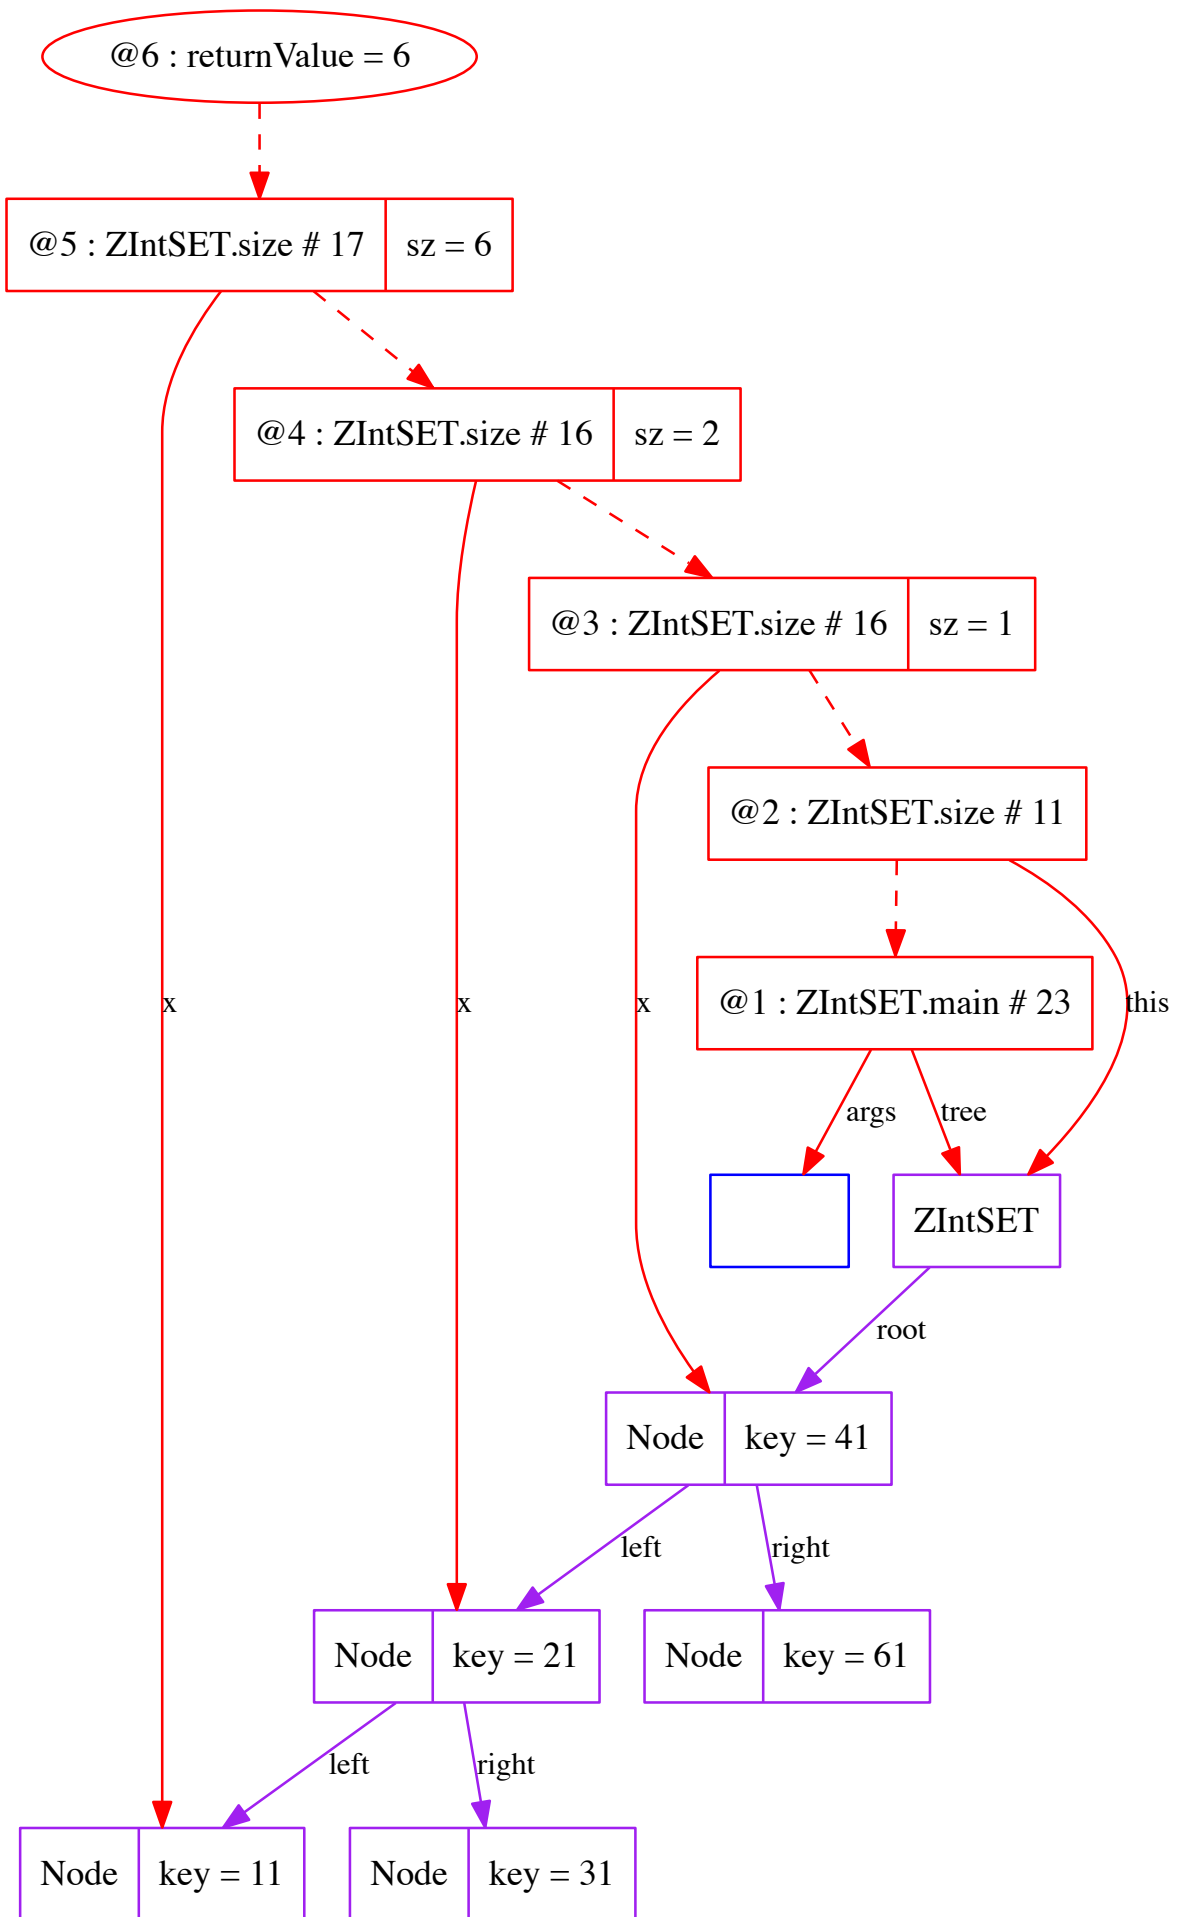 @6 : returnValue = 6
@5 : ZIntSET.size # 17 sz = 6
@4 : ZIntSET.size # 16 sz = 2
@3 : ZIntSET.size # 16 sz = 1
@2 : ZIntSET.size # 11
x x x @1 : ZIntSET.main # 23 this
args tree
ZIntSET
root
Node key = 41
left right
Node key = 21 Node key = 61
left right
Node key = 11 Node key = 31